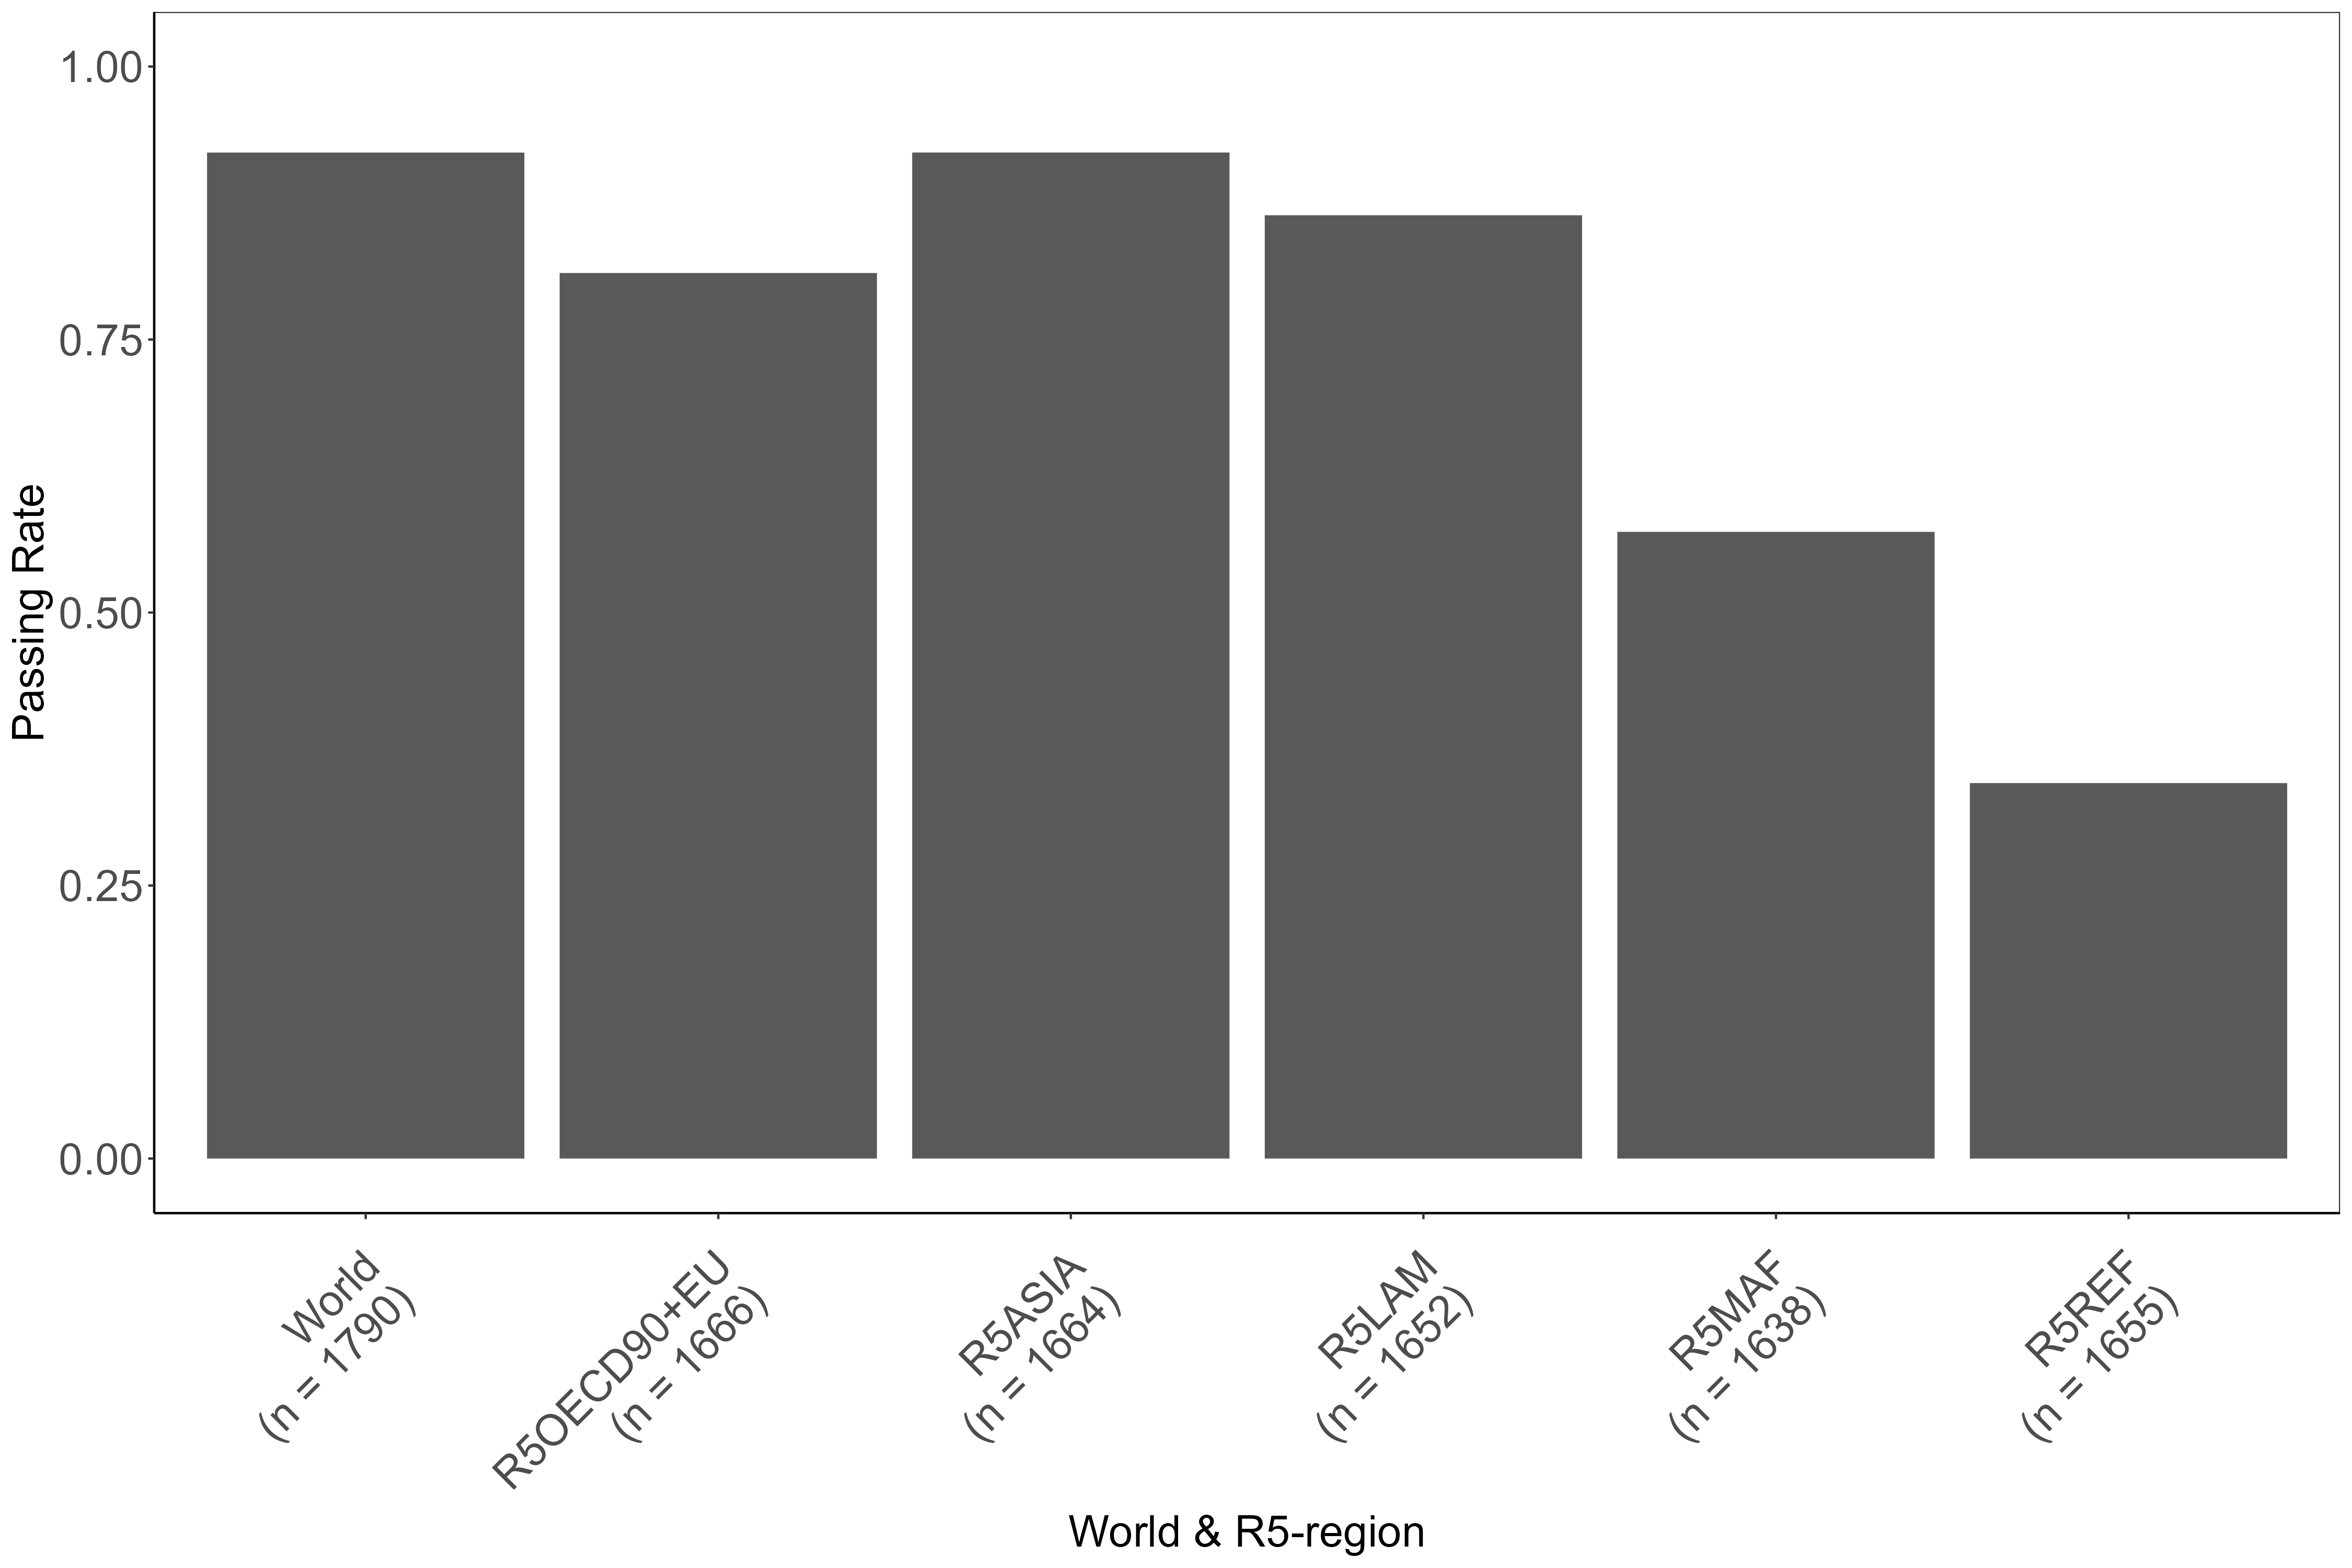 Passing Rate
1.00
0.75
0.50
0.25
0.00
World
(n = 1790)
R5OECD90+EU
(n = 1666)
R5ASIA
(n = 1664)
R5LAM
(n = 1652)
R5MAF
(n = 1638)
R5REF
(n = 1655)
World & R5-region